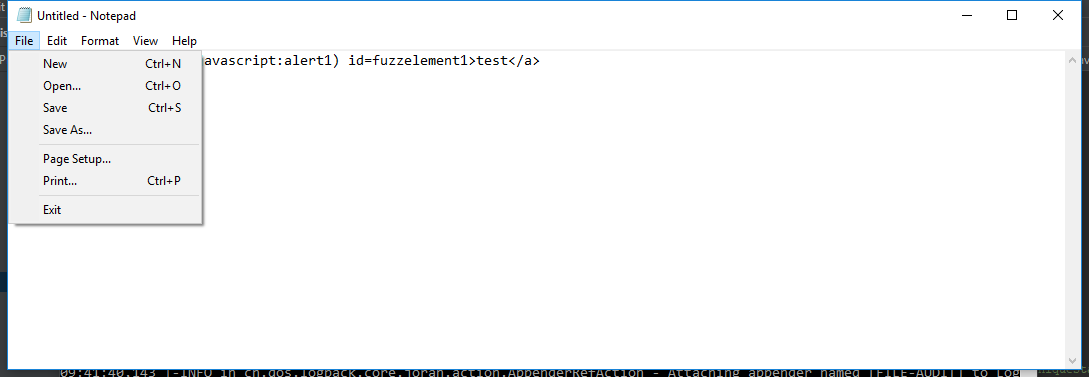 Untitled - Notepad
File Edit Format View Help
avascript:alert1) id=fuzzelement1>test</a>
New Ctrl+N
Open... Ctrl+O
Save Ctrl+S
Save As...
Page Setup...
Print... Ctrl+P
Exit
09:41:40.143 |-INFO in ch.qos.logback.core.joran.action.AppenderRefAction - Attaching appender named [FILE-AUDIT] to Log